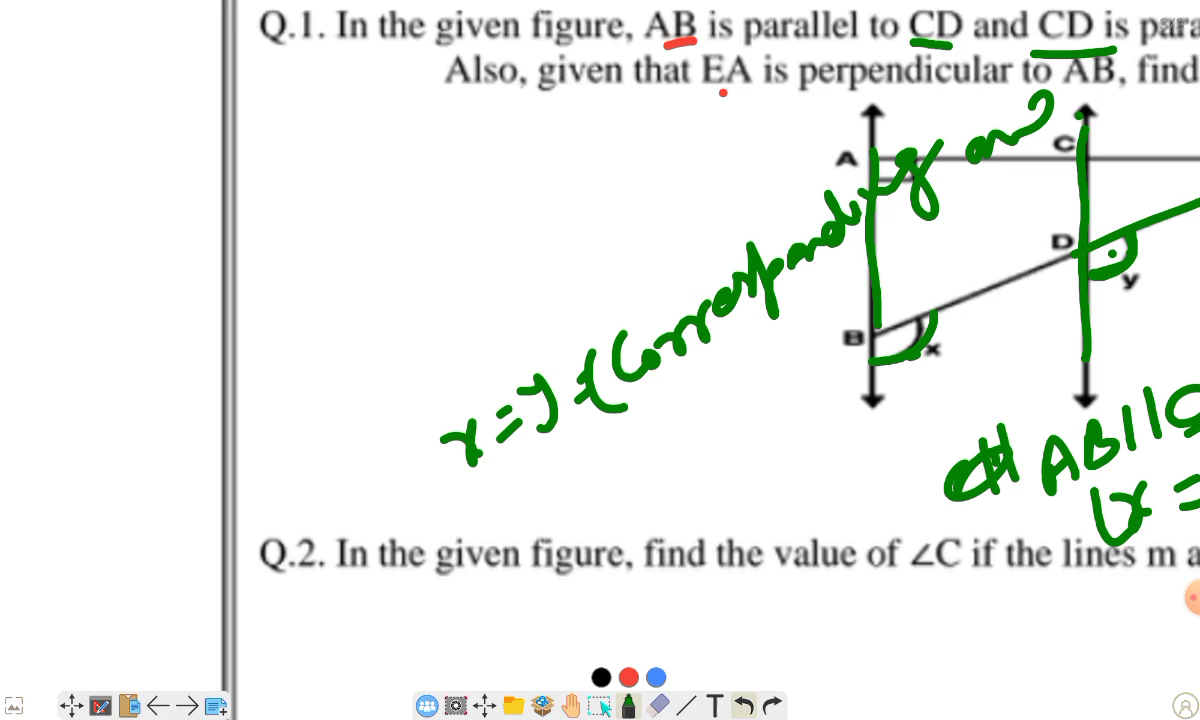 Q.1. In the given figure, AB is parallel to CD and CD is para
Also, given that EA is perpendicular to AB, find
A
C
D
y
B
x
x = y {(corresponding an
AB||C
(x =
Q.2. In the given figure, find the value of ∠C if the lines m a
T